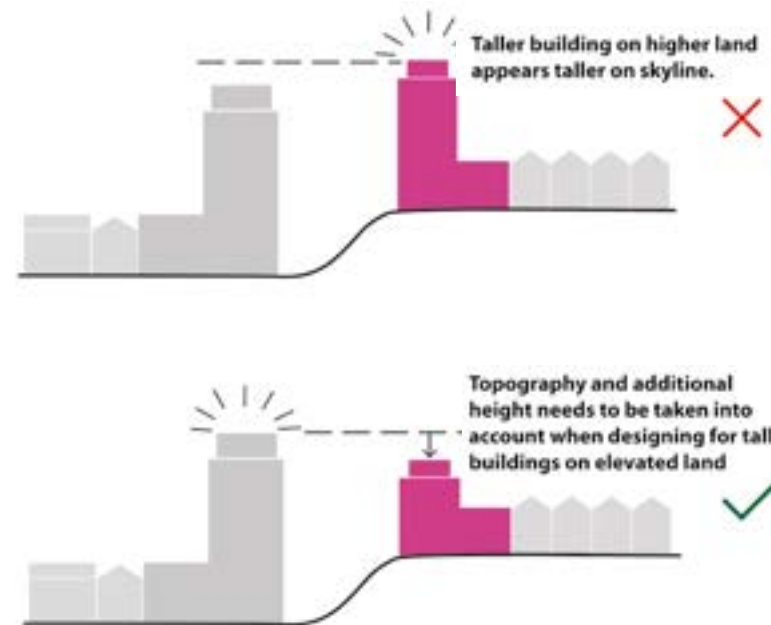 Taller building on higher land
appears taller on skyline.
Topography and additional
height needs to be taken into
account when designing for tall
buildings on elevated land